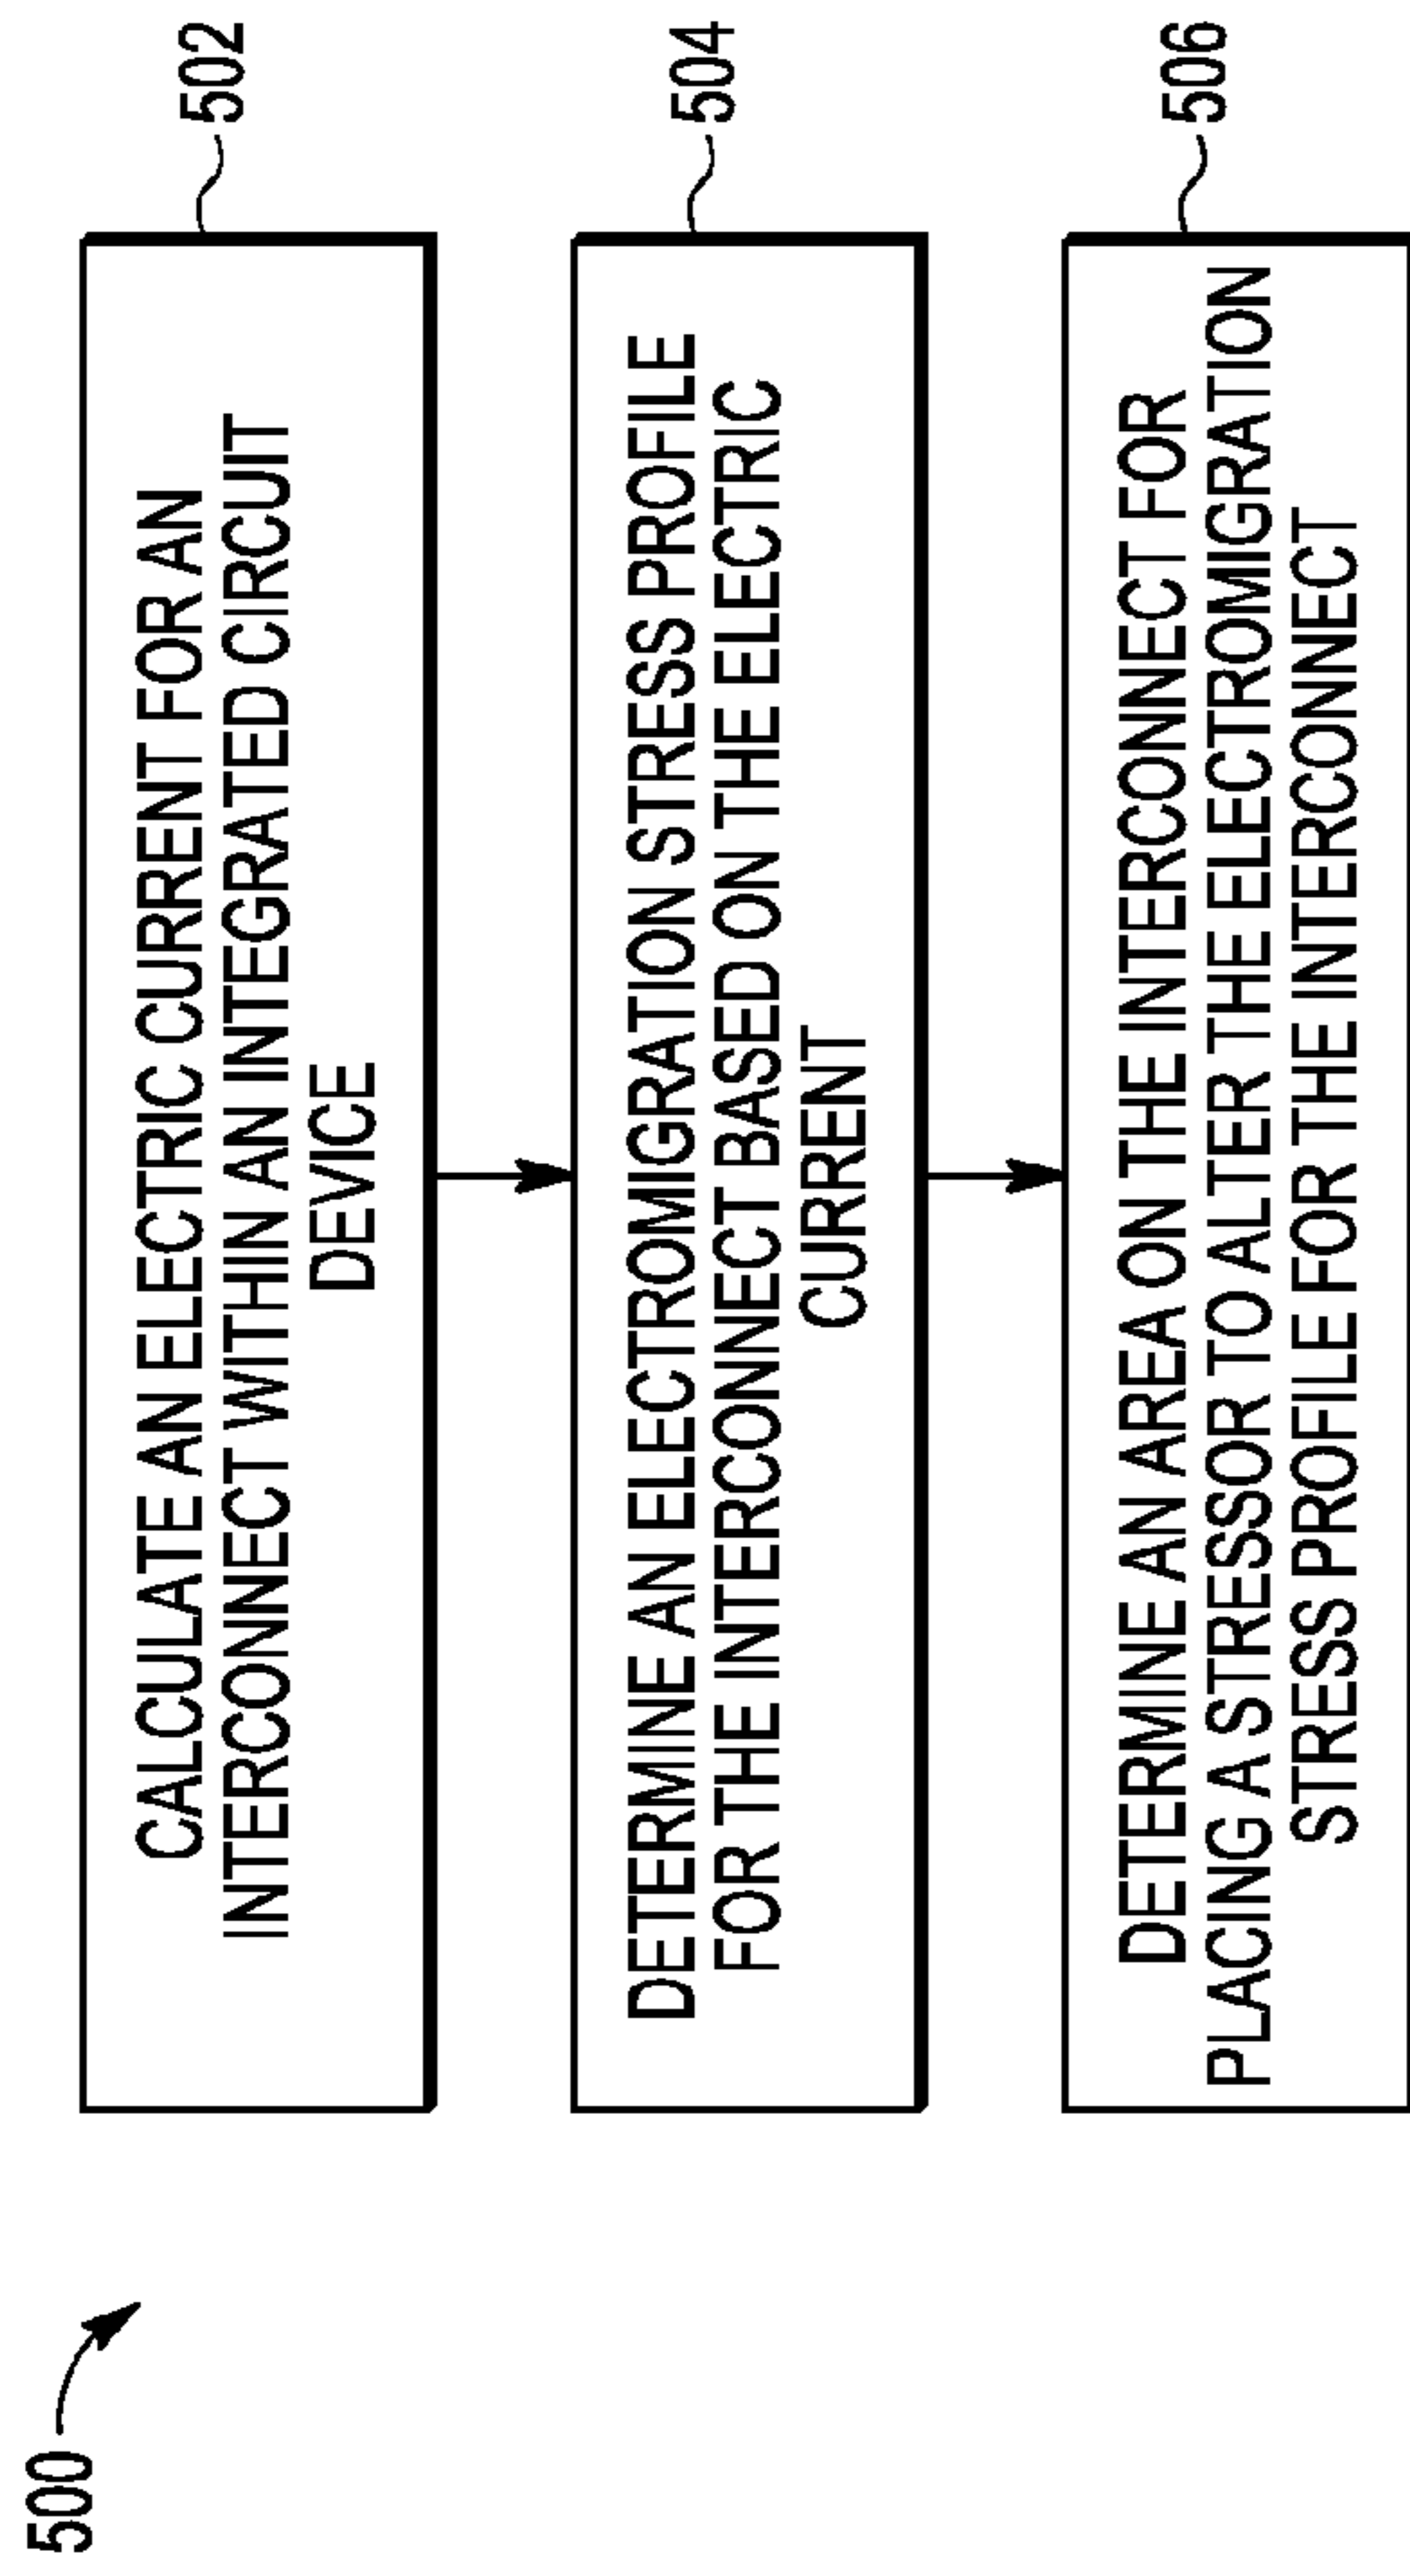 500
CALCULATE AN ELECTRIC CURRENT FOR AN
INTERCONNECT WITHIN AN INTEGRATED CIRCUIT
DEVICE
502
DETERMINE AN ELECTROMIGRATION STRESS PROFILE
FOR THE INTERCONNECT BASED ON THE ELECTRIC
CURRENT
504
DETERMINE AN AREA ON THE INTERCONNECT FOR
PLACING A STRESSOR TO ALTER THE ELECTROMIGRATION
STRESS PROFILE FOR THE INTERCONNECT
506